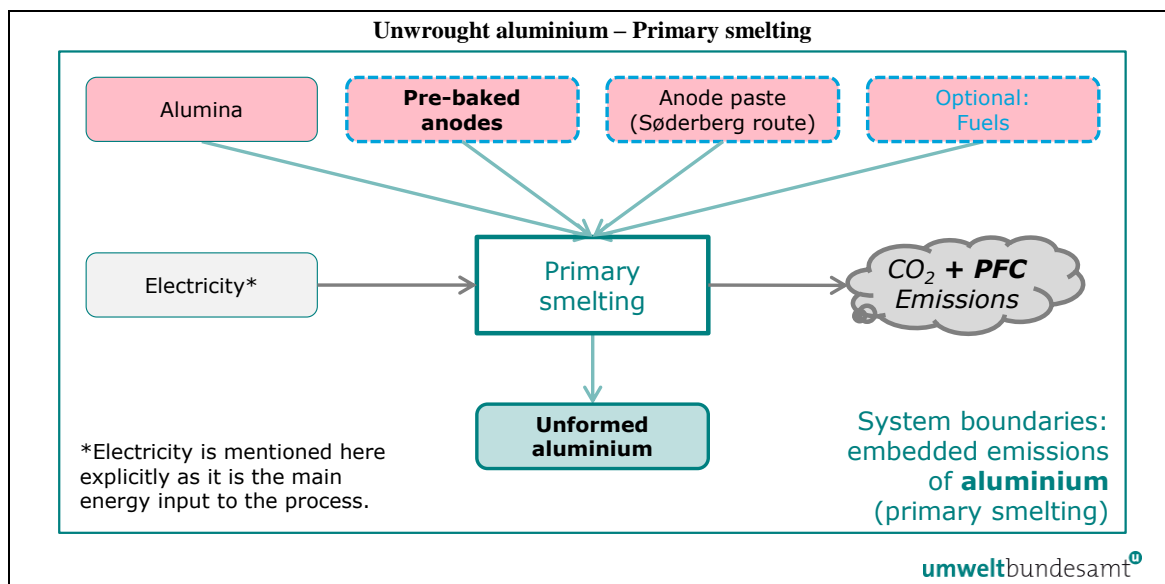 Unwrought aluminium – Primary smelting
Alumina
Pre-baked
anodes
Anode paste
(Søderberg route)
Optional:
Fuels
Electricity*
Primary
smelting
CO₂ + PFC
Emissions
Unformed
aluminium
*Electricity is mentioned here
explicitly as it is the main
energy input to the process.
System boundaries:
embedded emissions
of aluminium
(primary smelting)
umweltbundesamt ᵁ